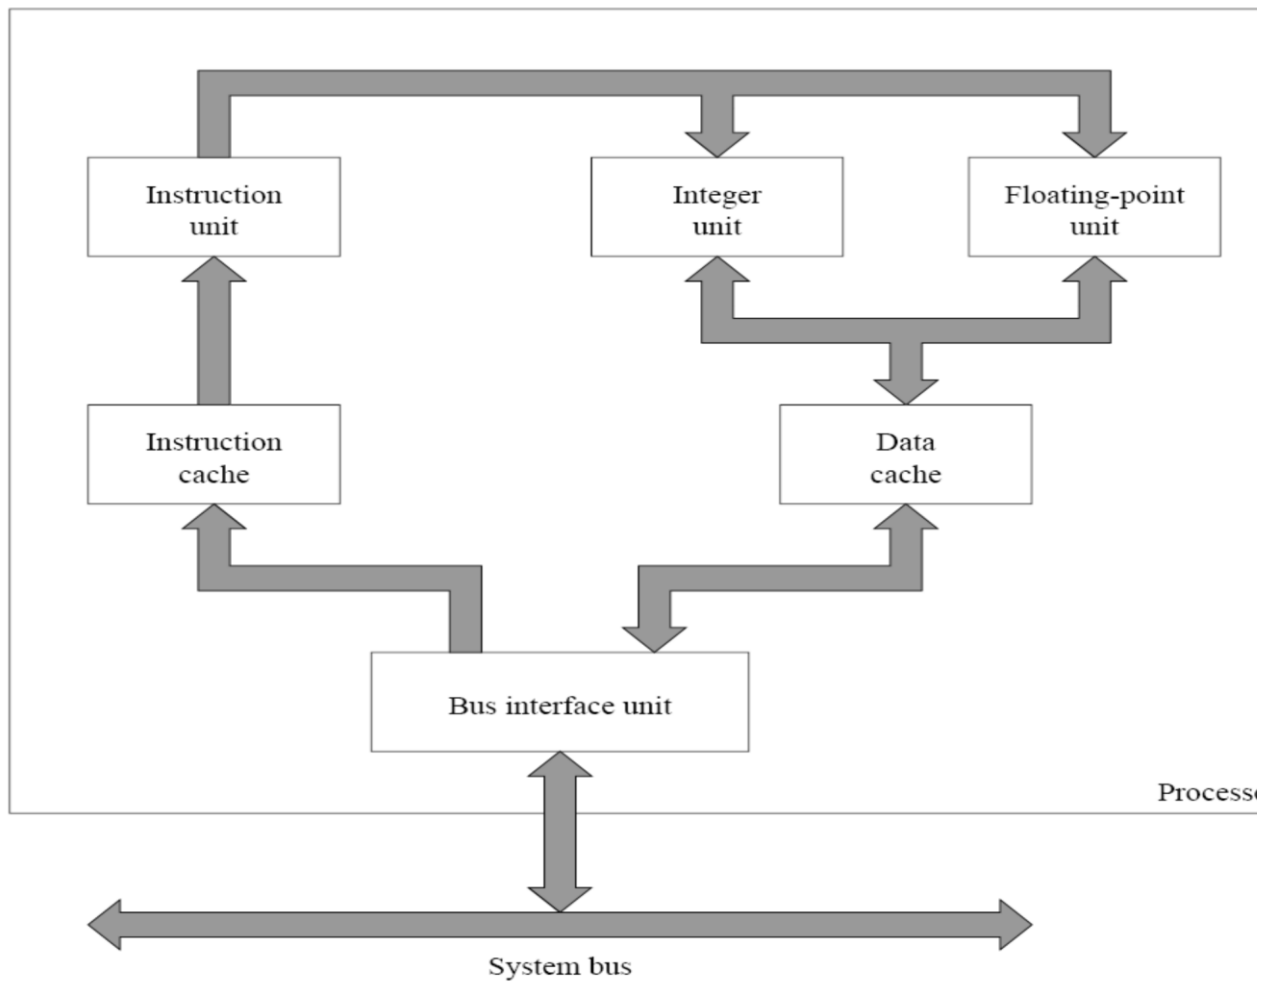 Instruction
unit
Integer
unit
Floating-point
unit
Instruction
cache
Data
cache
Bus interface unit
System bus